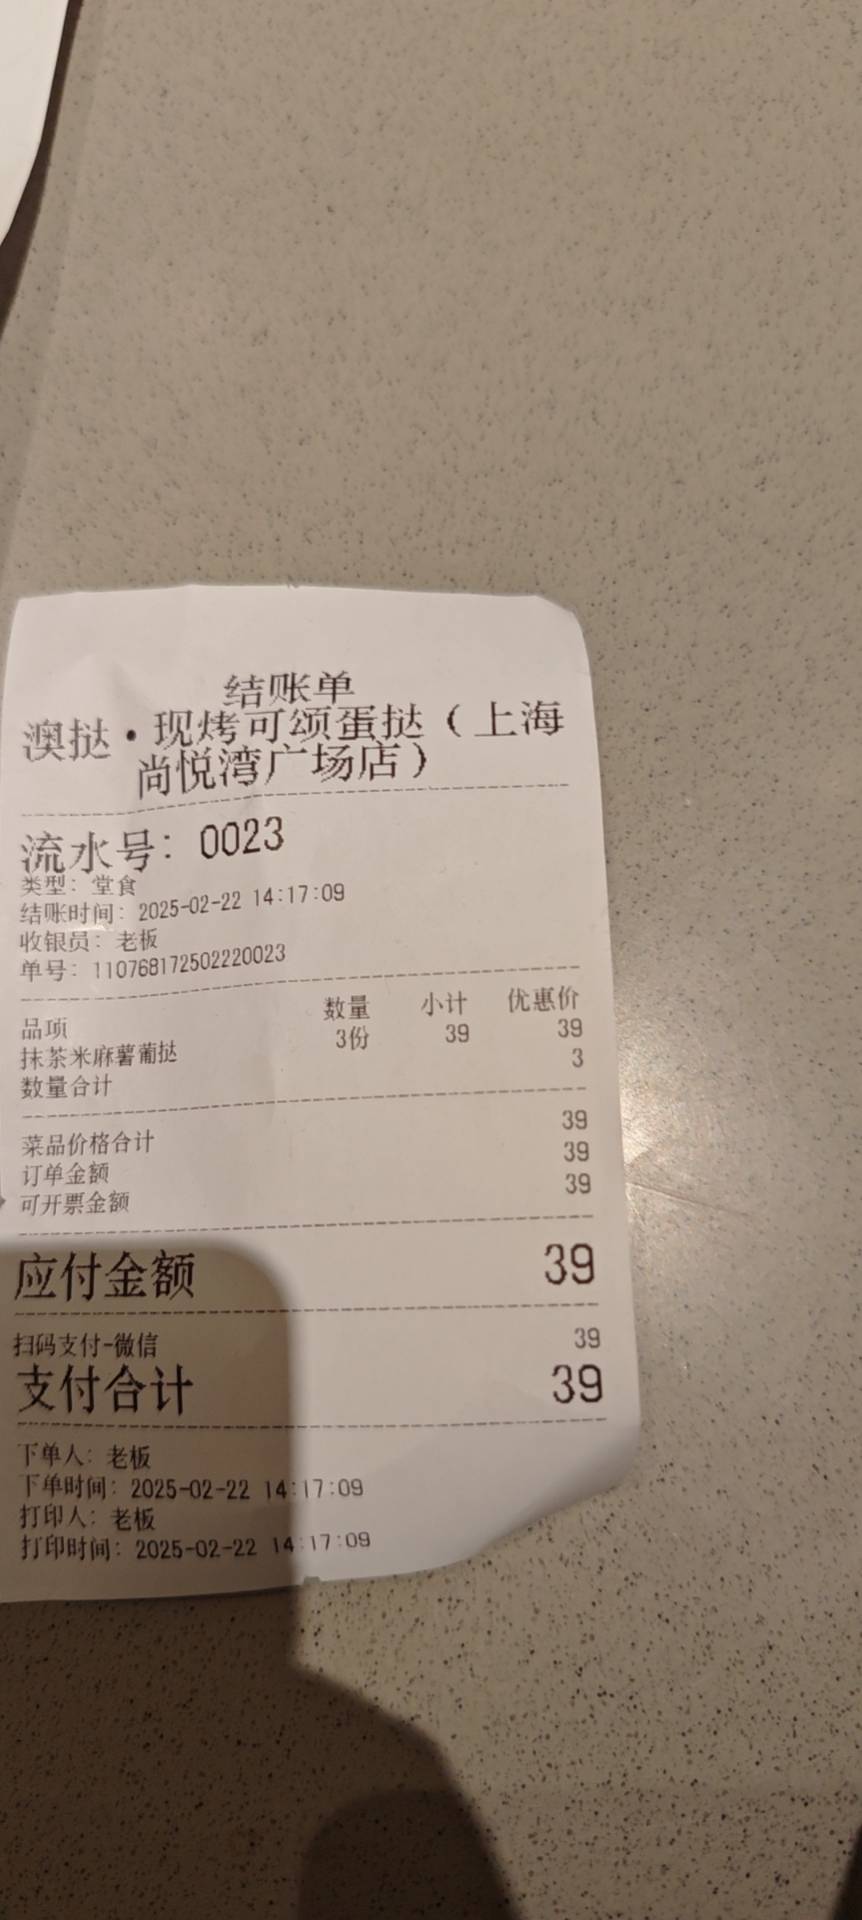 结账单
澳挞·现烤可颂蛋挞（上海
尚悦湾广场店）
流水号：0023
类型：堂食
结账时间：2025-02-22 14:17:09
收银员：老板
单号：110768172502220023
品项 数量 小计 优惠价
抹茶米麻薯葡挞 3份 39 39
数量合计 3
菜品价格合计 39
订单金额 39
可开票金额 39
应付金额 39
扫码支付-微信 39
支付合计 39
下单人：老板
下单时间：2025-02-22 14:17:09
打印人：老板
打印时间：2025-02-22 14:17:09